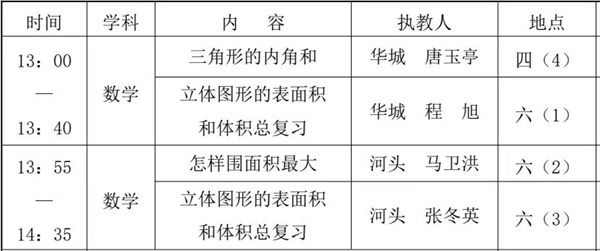 时间 学科 内 容 执教人 地点
13：00
—
13：40
数学
三角形的内角和 华城 唐玉亭 四（4）
立体图形的表面积
和体积总复习
华城 程 旭 六（1）
13：55
—
14：35
数学
怎样围面积最大 河头 马卫洪 六（2）
立体图形的表面积
和体积总复习
河头 张冬英 六（3）